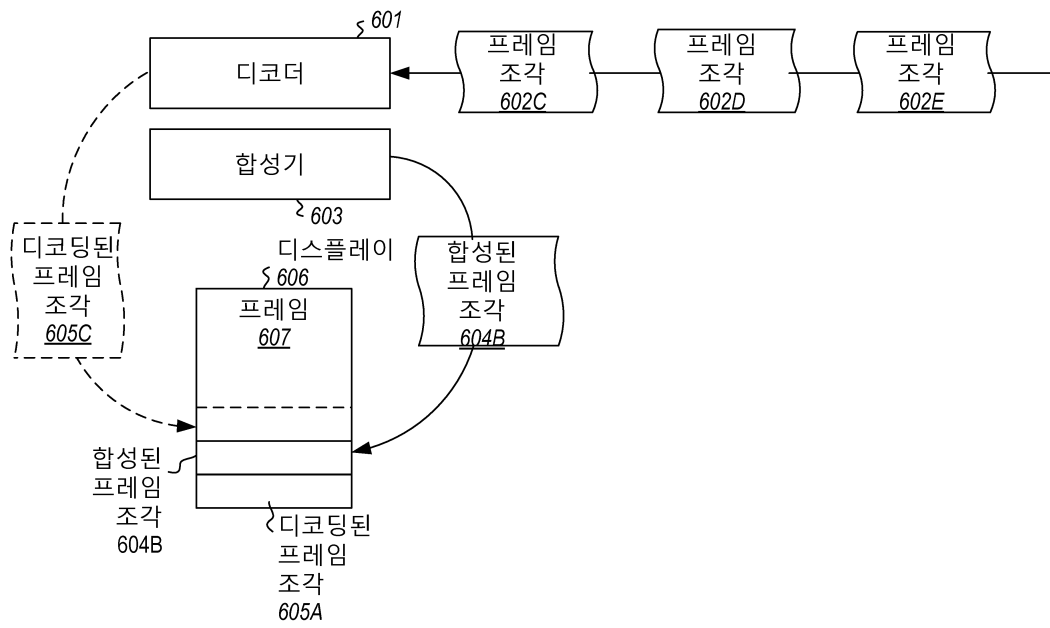 601
디코더
프레임
조각
602C
프레임
조각
602D
프레임
조각
602E
합성기
603
디코딩된
프레임
조각
605C
디스플레이
606
합성된
프레임
조각
604B
프레임
607
합성된
프레임
조각
604B
디코딩된
프레임
조각
605A